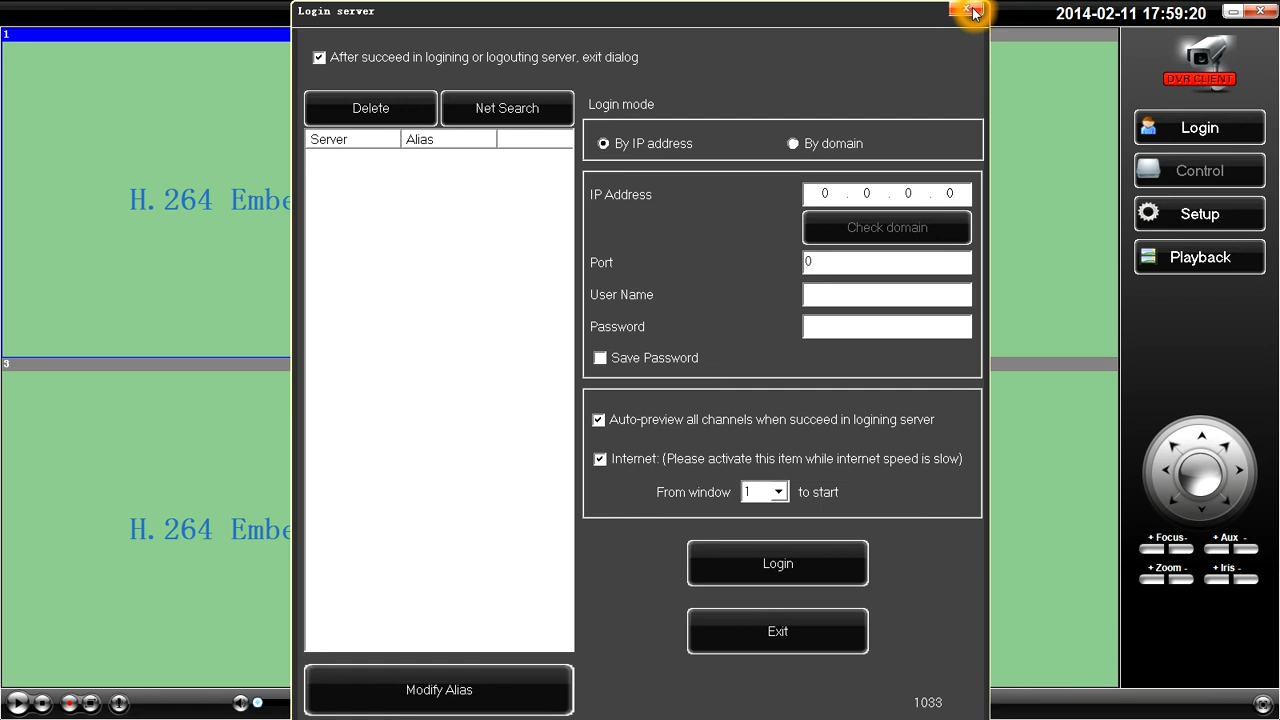 Login server
2014-02-11 17:59:20
1
After succeed in logining or logouting server, exit dialog
DVR CLIENT
Delete
Net Search
Login mode
Login
Server
Alias
By IP address
By domain
Control
H.264 Embe
IP Address
0 . 0 . 0 . 0
Setup
Check domain
Port
0
Playback
User Name
Password
3
Save Password
Auto-preview all channels when succeed in logining server
Internet: (Please activate this item while internet speed is slow)
From window
1
to start
H.264 Embe
+ Focus-
+ Aux -
Login
+ Zoom -
+ Iris -
Exit
Modify Alias
1033